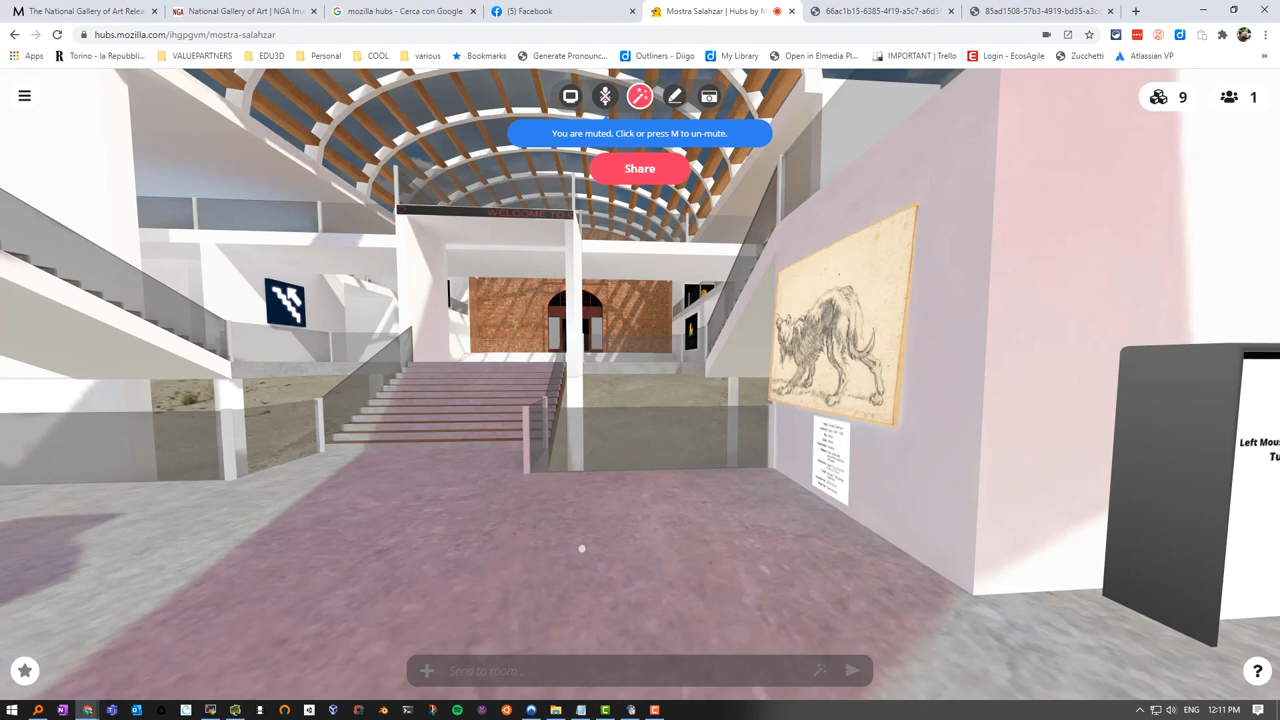 The National Gallery of Art Relea
National Gallery of Art | NGA Ima
mozilla hubs - Cerca con Google
(5) Facebook
Mostra Salahzar | Hubs by M
66ac1b15-6385-4f19-a5c7-a6d3
85ad1508-57b3-4919-bd35-a3cc
hubs.mozilla.com/ihgpgvm/mostra-salahzar
Apps
Torino - la Repubbli...
VARIOUSNETWORK
EDU3D
Personal
COOL
various
Bookmarks
Generate Pronounc...
Outliners - Diigo
My Library
Open in Elmedia Pl...
IMPORTANT | Trello
Login - EcosAgile
Zucchetti
Atlassian VP
9
1
You are muted. Click or press M to un-mute.
Share
WELCOME TO
Left Mou
Tu
Send to room...
?
ENG
12:11 PM